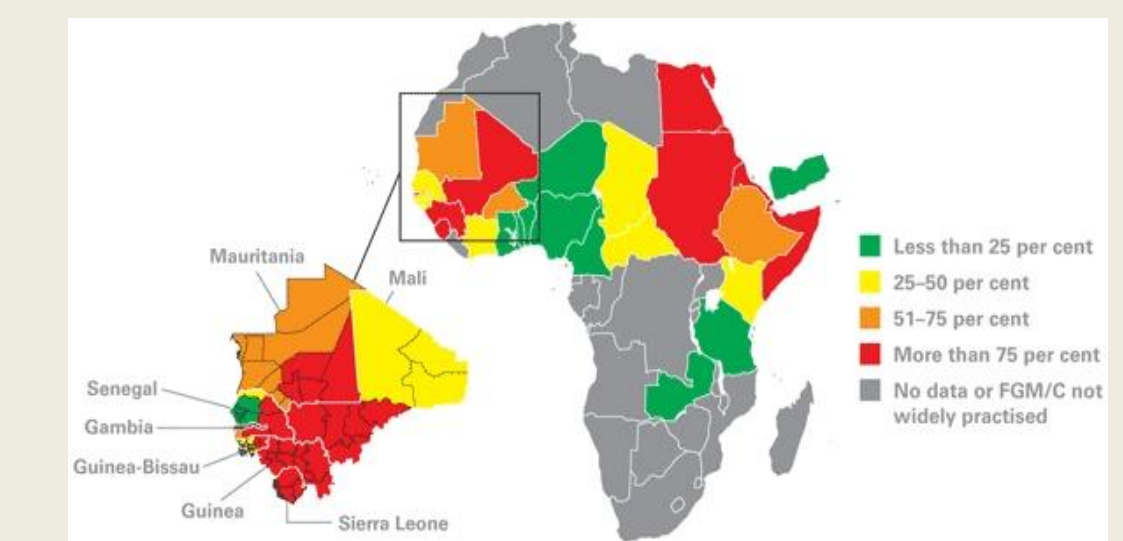 Mauritania
Mali
Senegal
Gambia
Guinea-Bissau
Guinea
Sierra Leone
Less than 25 per cent
25–50 per cent
51–75 per cent
More than 75 per cent
No data or FGM/C not
widely practised